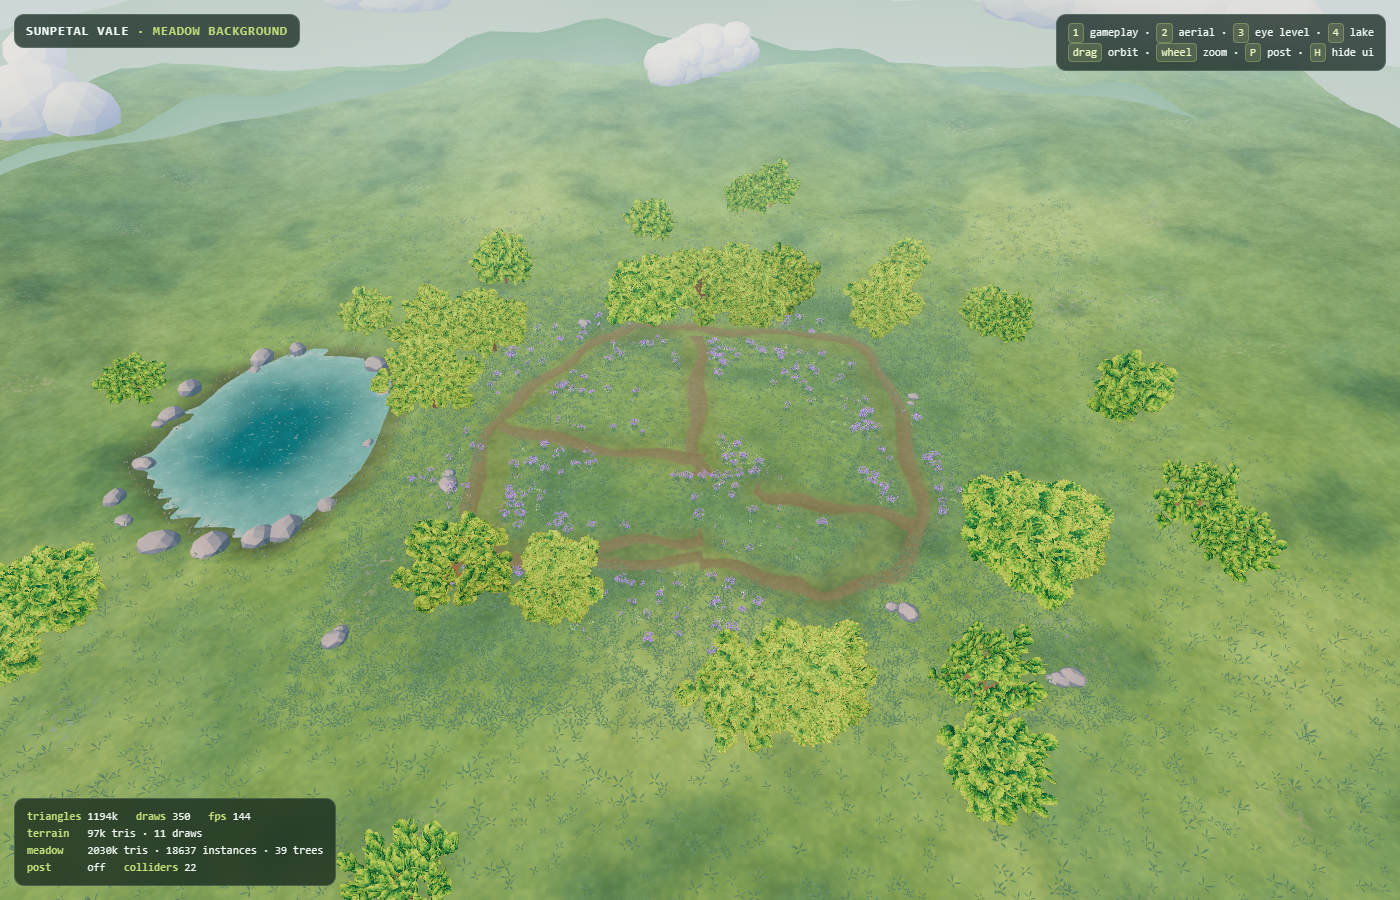 SUNPETAL VALE · MEADOW BACKGROUND
1 gameplay · 2 aerial · 3 eye level · 4 lake
drag orbit · wheel zoom · P post · H hide ui
triangles 1194k draws 350 fps 144
terrain 97k tris · 11 draws
meadow 2030k tris · 18637 instances · 39 trees
post off colliders 22